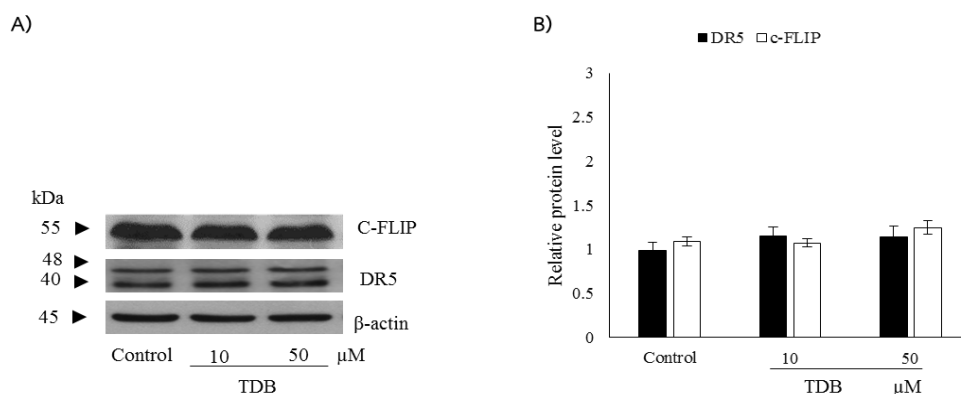 A)
kDa
55 ► C-FLIP
48 ►
40 ► DR5
45 ► β-actin
Control 10 50 µM
TDB
B)
DR5 c-FLIP
Relative protein level
3
2.5
2
1.5
1
0.5
0
Control 10 50
TDB µM